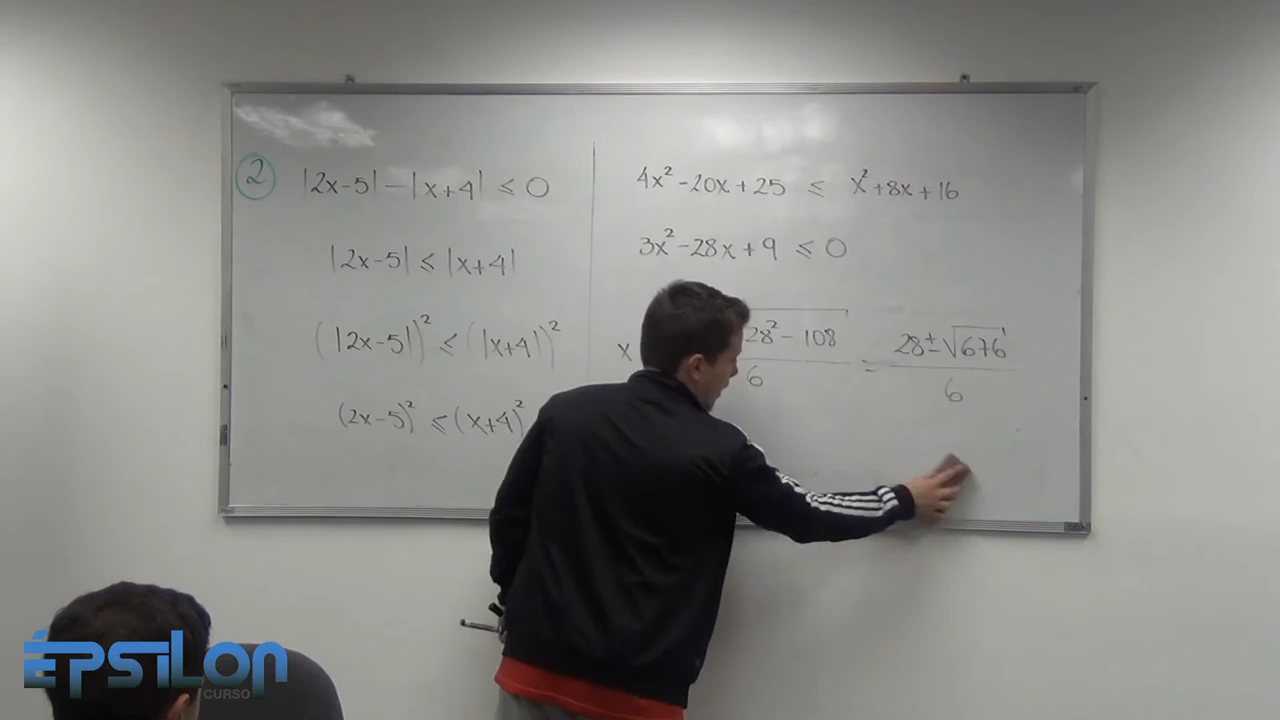 2
|2x-5| - |x+4| ≤ 0
|2x-5| ≤ |x+4|
(|2x-5|)² ≤ (|x+4|)²
(2x-5)² ≤ (x+4)²
4x² - 20x + 25 ≤ x² + 8x + 16
3x² - 28x + 9 ≤ 0
x 28² - 108 / 6 = 28 ± √676 / 6
ÉPSILON
CURSO